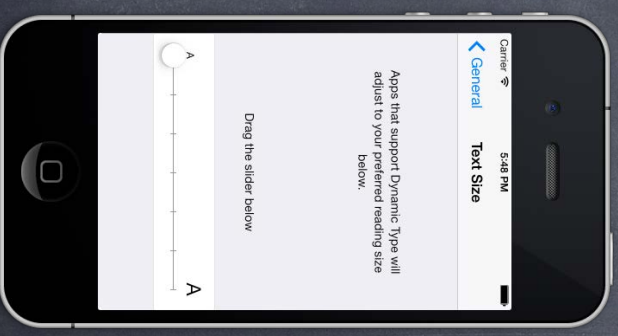 Carrier 5:48 PM
General Text Size
Apps that support Dynamic Type will
adjust to your preferred reading size
below.
Drag the slider below
A A